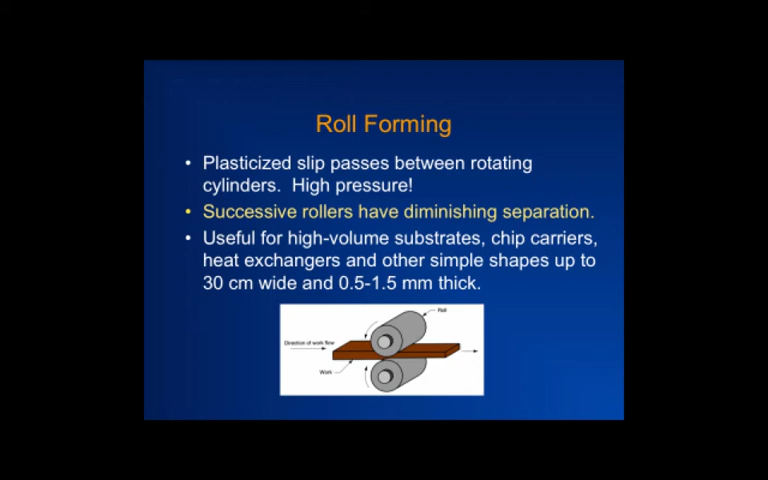 Roll Forming
• Plasticized slip passes between rotating
cylinders.  High pressure!
• Successive rollers have diminishing separation.
• Useful for high-volume substrates, chip carriers,
heat exchangers and other simple shapes up to
30 cm wide and 0.5-1.5 mm thick.
Roll
Direction of work flow
Work